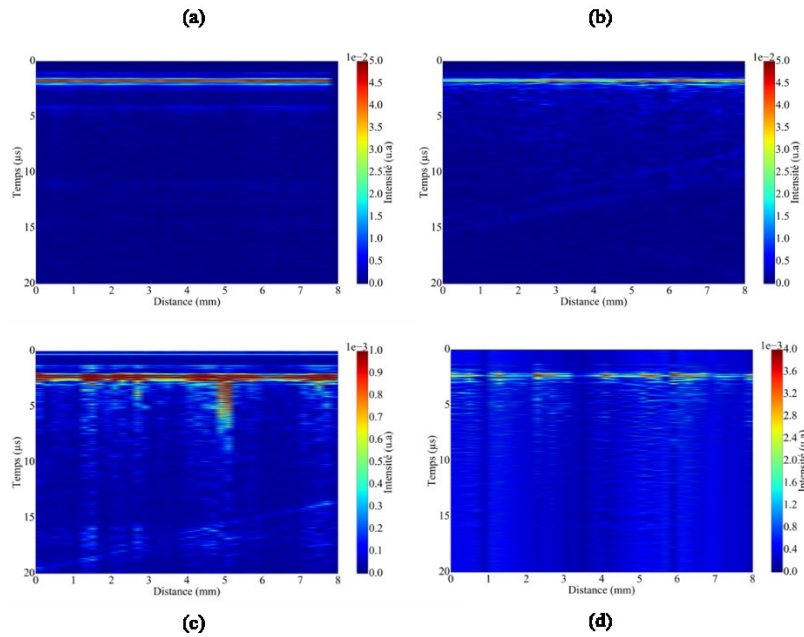 (a)
(b)
1e−2
1e−2
0
5
10
15
20
Temps (µs)
0 1 2 3 4 5 6 7 8
Distance (mm)
5.0
4.5
4.0
3.5
3.0
2.5
2.0
1.5
1.0
0.5
0.0
Intensité (u.a)
0
5
10
15
20
Temps (µs)
0 1 2 3 4 5 6 7 8
Distance (mm)
5.0
4.5
4.0
3.5
3.0
2.5
2.0
1.5
1.0
0.5
0.0
Intensité (u.a)
1e−3
1e−3
0
5
10
15
20
Temps (µs)
0 1 2 3 4 5 6 7 8
Distance (mm)
1.0
0.9
0.8
0.7
0.6
0.5
0.4
0.3
0.2
0.1
0.0
Intensité (u.a)
0
5
10
15
20
Temps (µs)
0 1 2 3 4 5 6 7 8
Distance (mm)
4.0
3.6
3.2
2.8
2.4
2.0
1.6
1.2
0.8
0.4
0.0
Intensité (u.a)
(c)
(d)